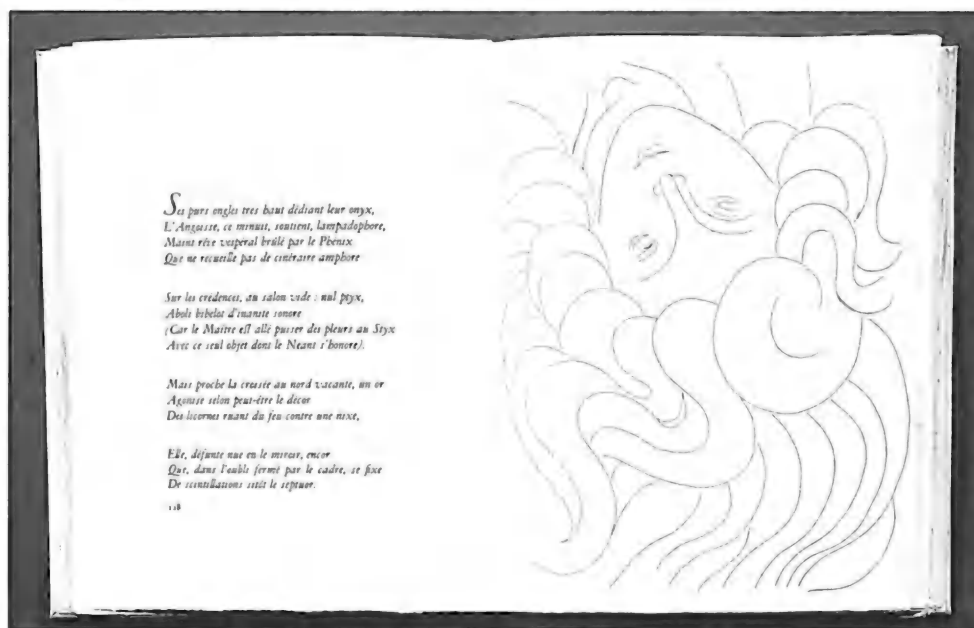 Ses purs ongles tres haut dédiant leur onyx,
L'Angoisse, ce minuit, soutient, lampadophore,
Maint rêve vespéral brûlé par le Phénix
Que ne recueille pas de cinéraire amphore
Sur les crédences, au salon vide : nul ptyx,
Aboli bibelot d'inanité sonore
(Car le Maître est allé puiser des pleurs au Styx
Avec ce seul objet dont le Néant s'honore).
Mais proche la croisée au nord vacante, un or
Agonise selon peut-être le décor
Des licornes ruant du feu contre une nixe,
Elle, défunte nue en le miroir, encor
Que, dans l'oubli fermé par le cadre, se fixe
De scintillations sitôt le septuor.